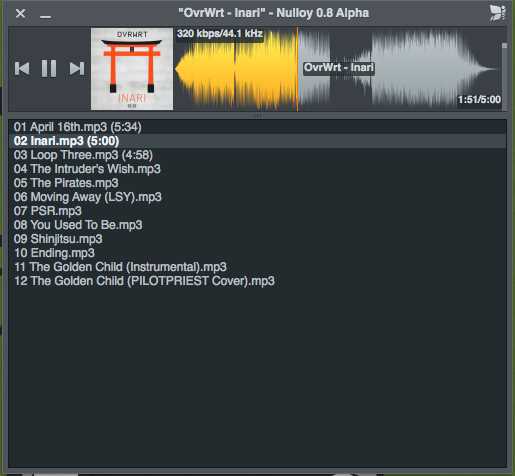 "OvrWrt - Inari" - Nulloy 0.8 Alpha
OVRWRT
INARI
320 kbps/44.1 kHz
OvrWrt - Inari
1:51/5:00
01 April 16th.mp3 (5:34)
02 Inari.mp3 (5:00)
03 Loop Three.mp3 (4:58)
04 The Intruder's Wish.mp3
05 The Pirates.mp3
06 Moving Away (LSY).mp3
07 PSR.mp3
08 You Used To Be.mp3
09 Shinjitsu.mp3
10 Ending.mp3
11 The Golden Child (Instrumental).mp3
12 The Golden Child (PILOTPRIEST Cover).mp3